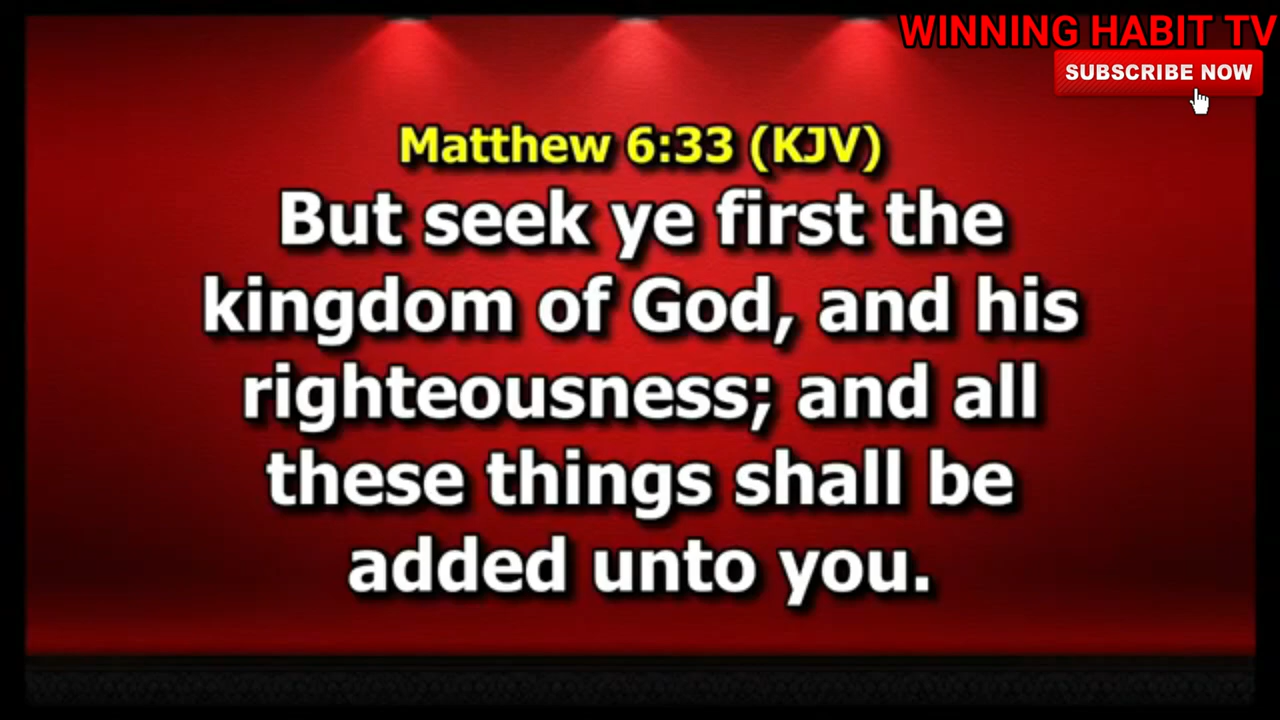 WINNING HABIT TV
SUBSCRIBE NOW
Matthew 6:33 (KJV)
But seek ye first the
kingdom of God, and his
righteousness; and all
these things shall be
added unto you.